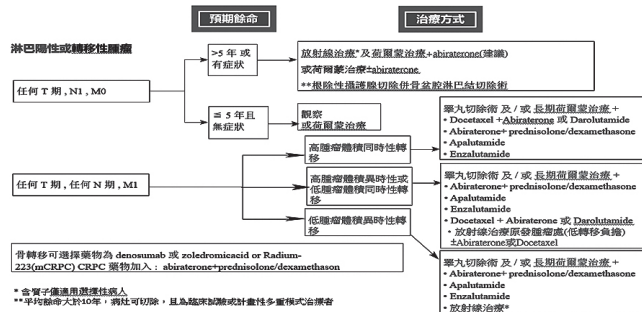 預期餘命
治療方式
淋巴陽性或轉移性腫瘤
任何 T 期, N1, M0
>5 年 或
有症狀
放射線治療*及荷爾蒙治療+abiraterone(建議)
或荷爾蒙治療±abiraterone
**根除性攝護腺切除併骨盆腔淋巴結切除術
≦ 5 年且
無症狀
觀察
或荷爾蒙治療
任何T期 , 任何N 期 , M1
高腫瘤體積同時性轉
移
高腫瘤體積異時性或
低腫瘤體積同時性轉
移
低腫瘤體積異時性轉
移
睪丸切除術 及 / 或 長期荷爾蒙治療 +
• Docetaxel +Abiraterone 或 Darolutamide
• Abiraterone+ prednisolone/dexamethasone
• Apalutamide
• Enzalutamide
睪丸切除術 及 / 或 長期荷爾蒙治療 +
• Abiraterone+ prednisolone/dexamethasone
• Apalutamide
• Enzalutamide
• Docetaxel + Abiraterone 或 Darolutamide
• 放射線治療原發腫瘤處(低轉移負擔)
±Abiraterone或Docetaxel
睪丸切除術 及 / 或 長期荷爾蒙治療 +
• Abiraterone+ prednisolone/dexamethasone
• Apalutamide
• Enzalutamide
• 放射線治療*
骨轉移可選擇藥物為 denosumab 或 zoledromicacid or Radium-
223(mCRPC) CRPC 藥物加入 : abiraterone+prednisolone/dexamethason
* 含質子僅適用選擇性病人
**平均餘命大於10年，病灶可切除，且為臨床試驗或計畫性多重模式治療者